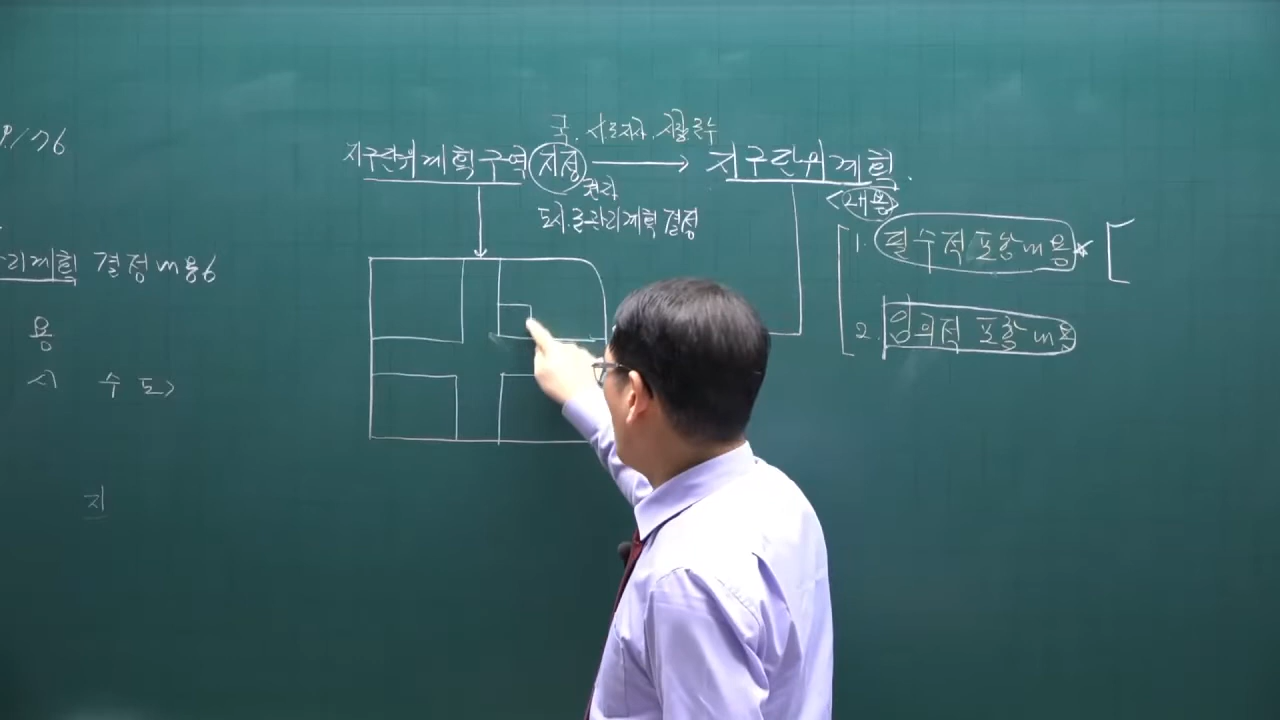 P.176
국. 시·도지사. 시장·군수
지구단위계획구역 지정 → 지구단위계획.
절차
<내용>
도시·군관리계획 결정
1. 필수적 포함내용 * [
리계획 결정내용6
2. 임의적 포함내용
용
시 수 도>
지